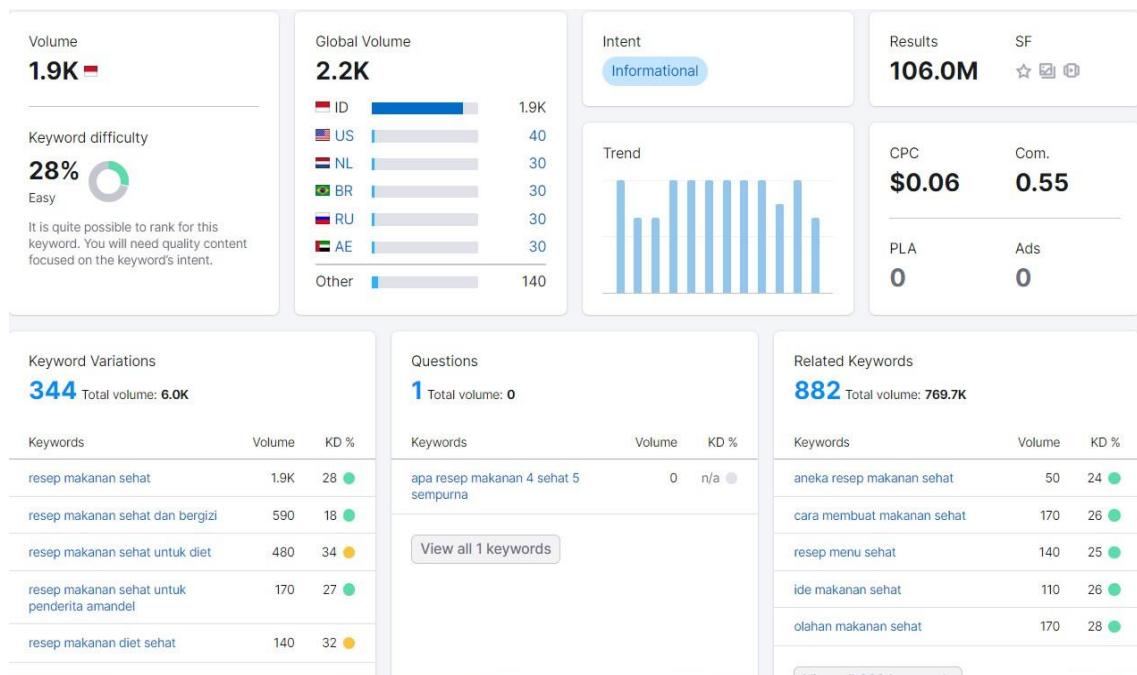 Volume
1.9K
Keyword difficulty
28%
Easy
It is quite possible to rank for this
keyword. You will need quality content
focused on the keyword's intent.
Global Volume
2.2K
ID 1.9K
US 40
NL 30
BR 30
RU 30
AE 30
Other 140
Intent
Informational
Trend
Results SF
106.0M
CPC Com.
$0.06 0.55
PLA Ads
0 0
Keyword Variations
344 Total volume: 6.0K
Keywords Volume KD %
resep makanan sehat 1.9K 28
resep makanan sehat dan bergizi 590 18
resep makanan sehat untuk diet 480 34
resep makanan sehat untuk 170 27
penderita amandel
resep makanan diet sehat 140 32
Questions
1 Total volume: 0
Keywords Volume KD %
apa resep makanan 4 sehat 5 0 n/a
sempurna
View all 1 keywords
Related Keywords
882 Total volume: 769.7K
Keywords Volume KD %
aneka resep makanan sehat 50 24
cara membuat makanan sehat 170 26
resep menu sehat 140 25
ide makanan sehat 110 26
olahan makanan sehat 170 28